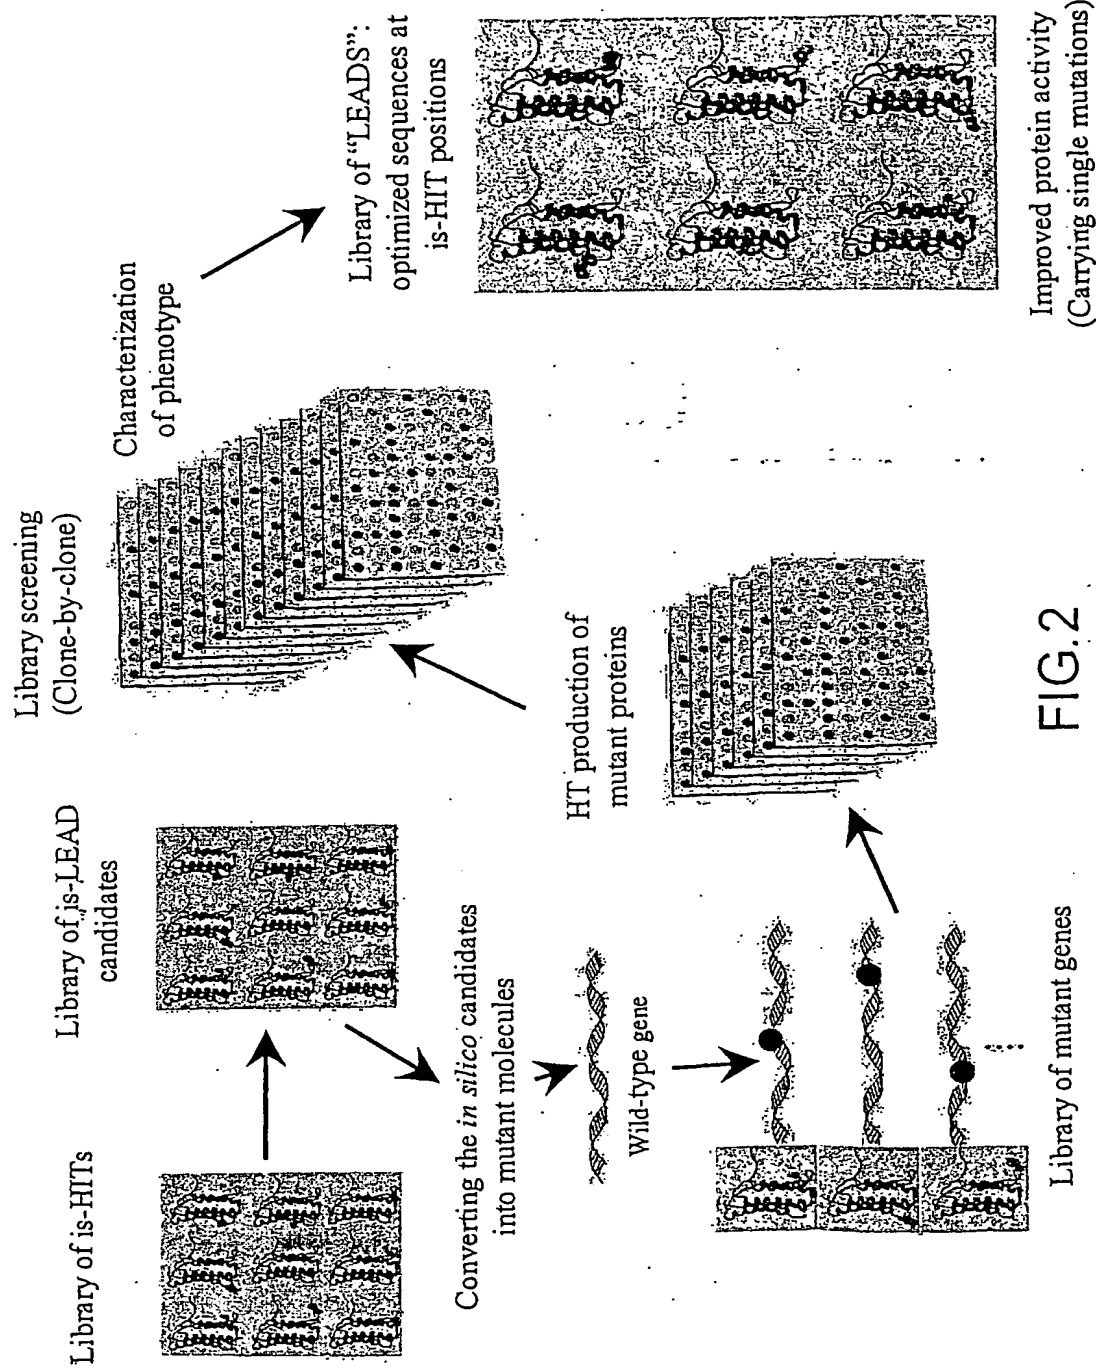 Library of is-HITs
Library of is-LEAD
candidates
Library screening
(Clone-by-clone)
Characterization
of phenotype
Library of "LEADS":
optimized sequences at
is-HIT positions
Converting the in silico candidates
into mutant molecules
Wild-type gene
HT production of
mutant proteins
Library of mutant genes
Improved protein activity
(Carrying single mutations)
FIG.2